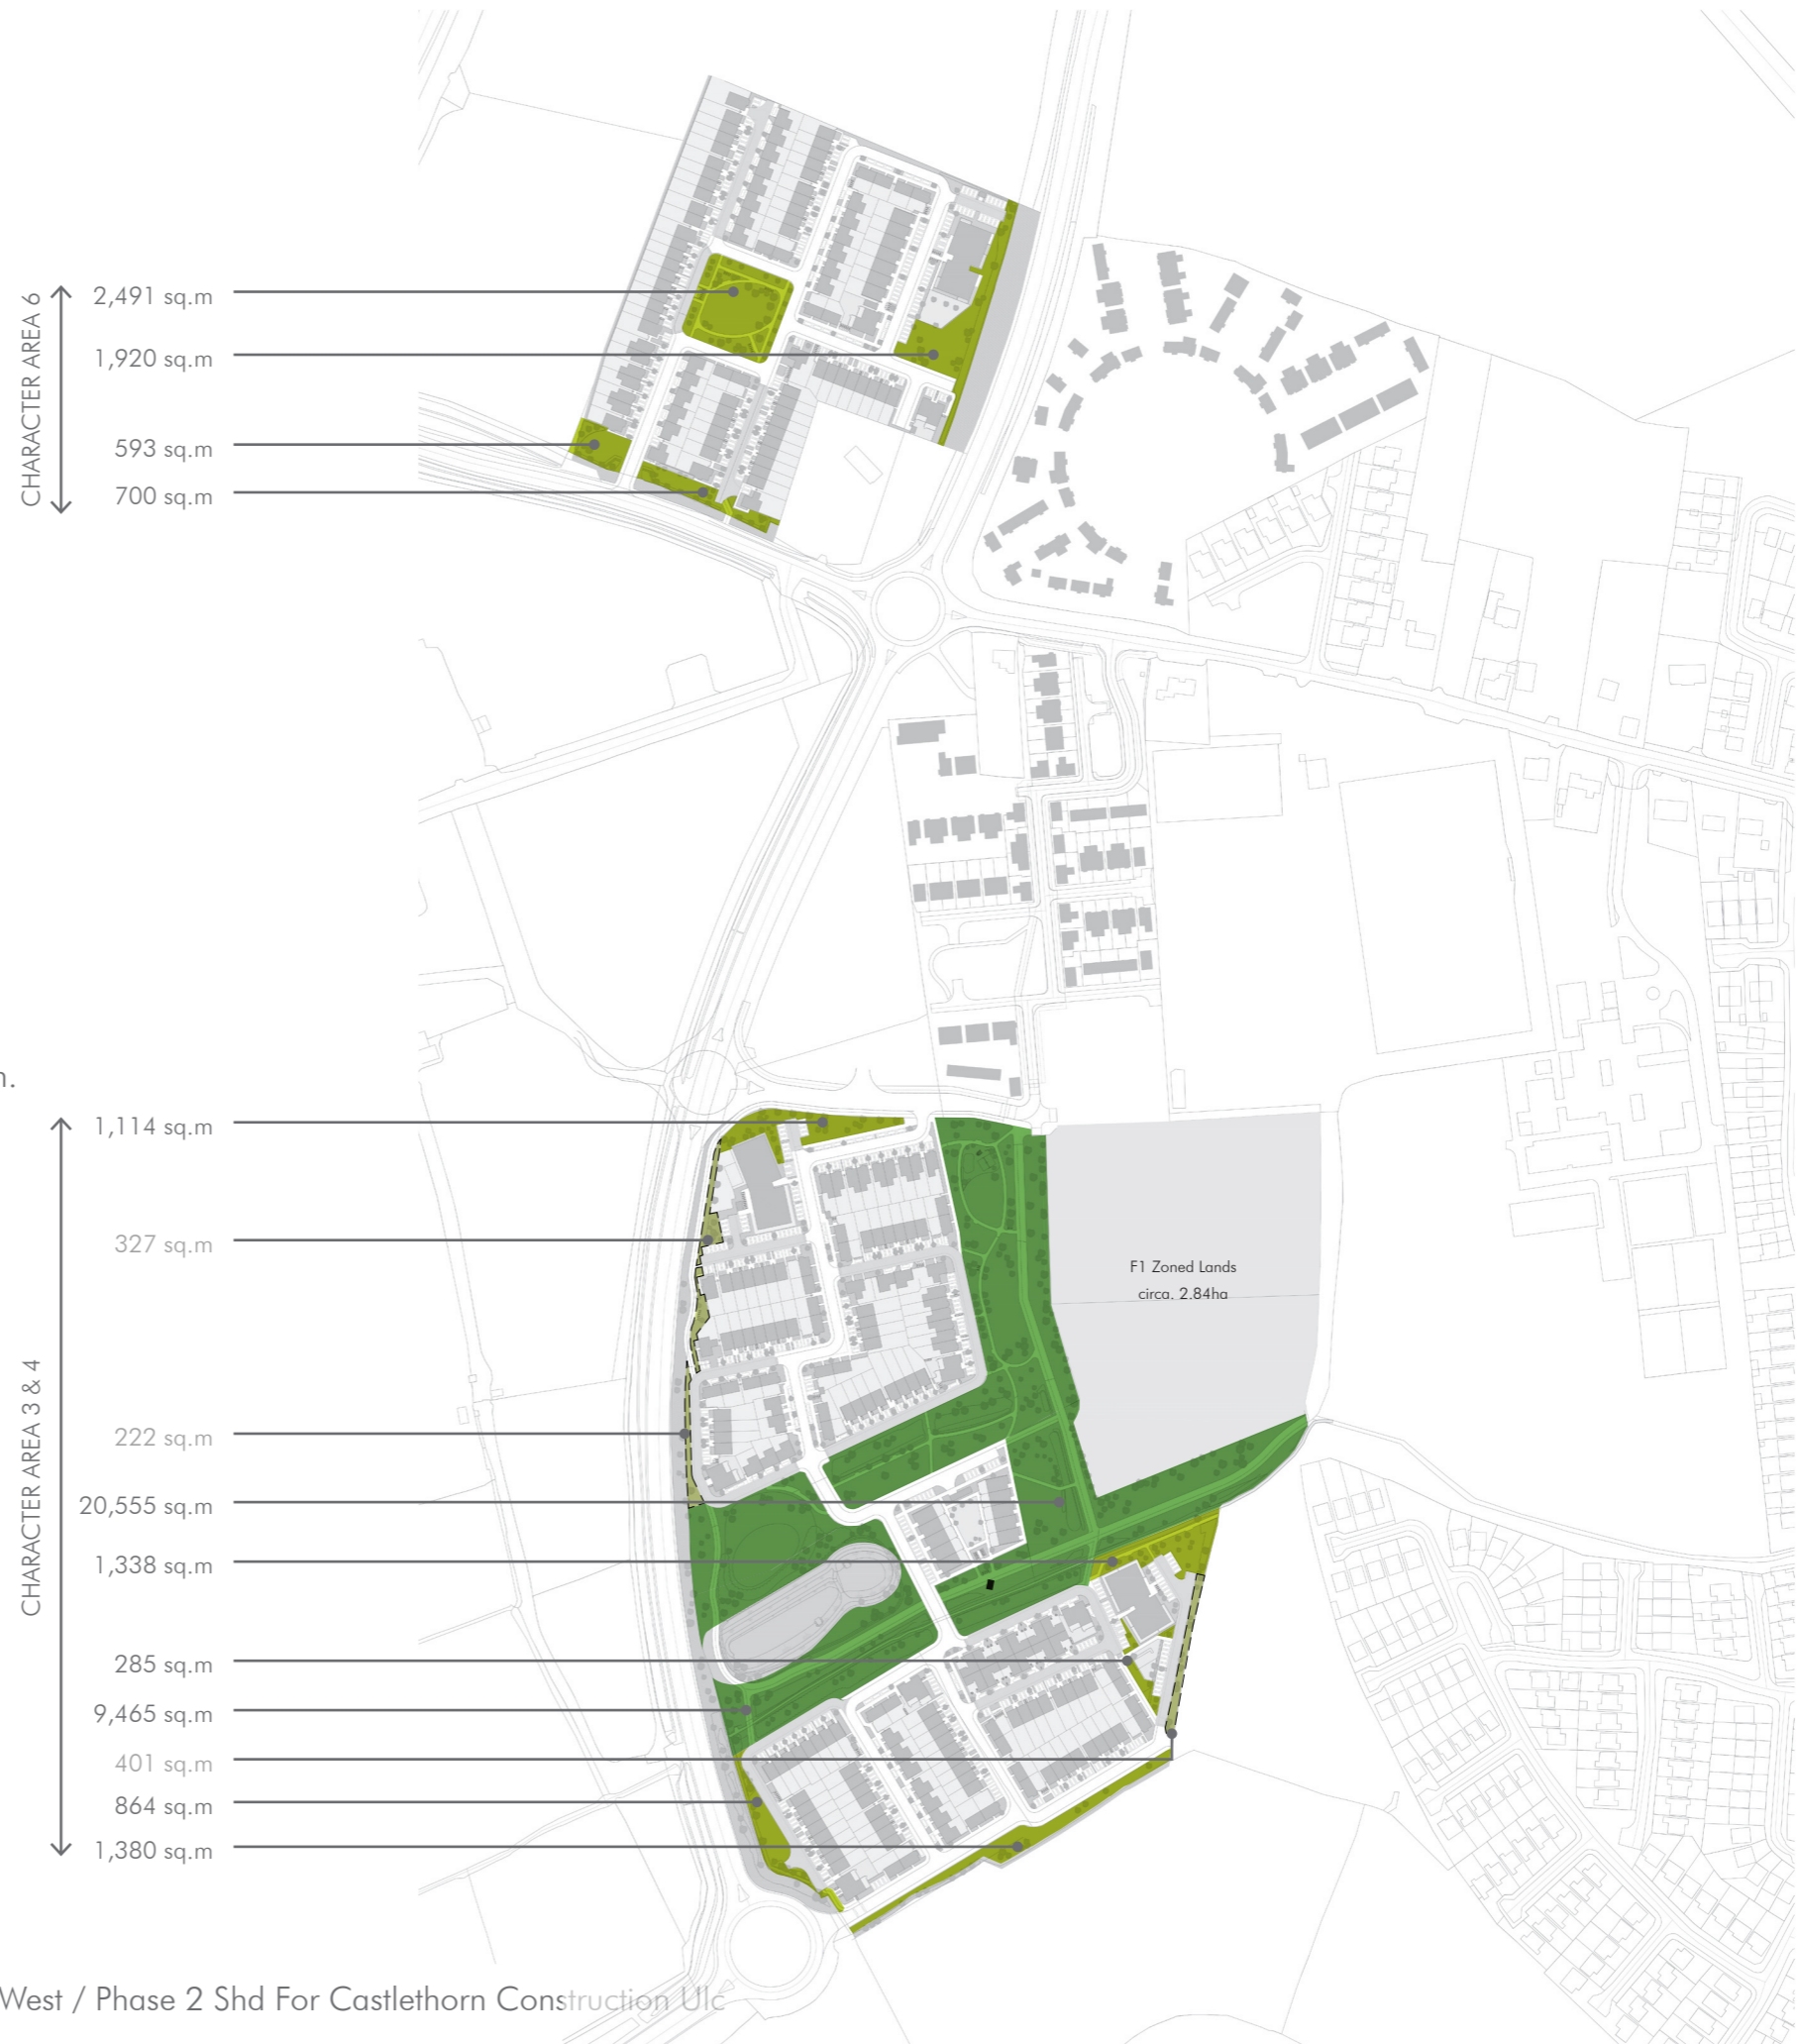 CHARACTER AREA 6
2,491 sq.m
1,920 sq.m
593 sq.m
700 sq.m
CHARACTER AREA 3 & 4
1,114 sq.m
327 sq.m
222 sq.m
20,555 sq.m
1,338 sq.m
285 sq.m
9,465 sq.m
401 sq.m
864 sq.m
1,380 sq.m
F1 Zoned Lands
circa. 2.84ha
West / Phase 2 Shd For Castlethorn Construction Ulc